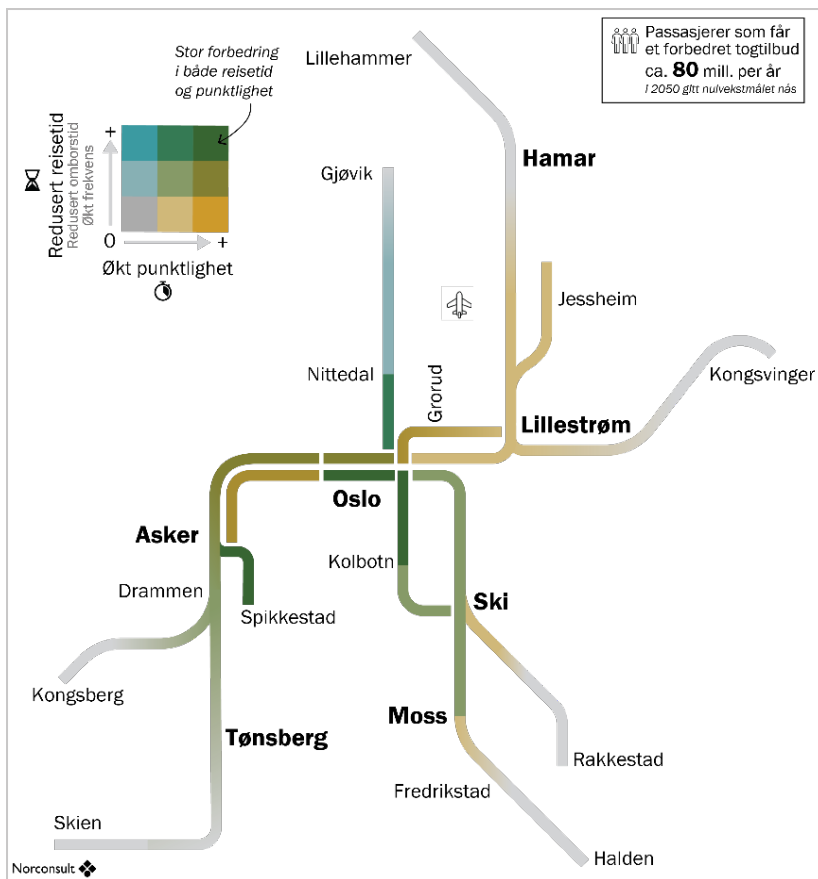 Stor forbedring
i både reisetid
og punktlighet
Passasjerer som får
et forbedret togtilbud
ca. 80 mill. per år
I 2050 gitt nulvekstmålet nås
Redusert reisetid
Redusert ombordstid
Økt frekvens
+
0
+
Økt punktlighet
Lillehammer
Hamar
Gjøvik
Jessheim
Nittedal
Grorud
Kongsvinger
Lillestrøm
Oslo
Asker
Kolbotn
Drammen
Spikkestad
Ski
Kongsberg
Moss
Tønsberg
Rakkestad
Fredrikstad
Skien
Halden
Norconsult